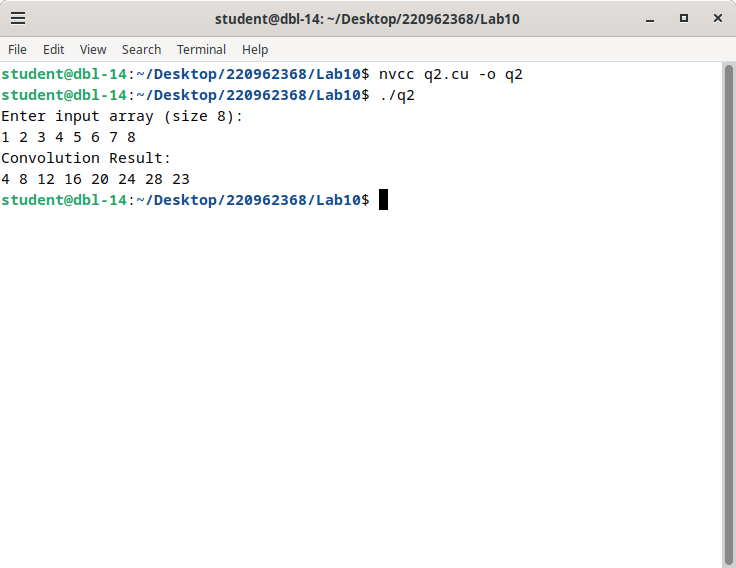 student@dbl-14: ~/Desktop/220962368/Lab10
File Edit View Search Terminal Help
student@dbl-14:~/Desktop/220962368/Lab10$ nvcc q2.cu -o q2
student@dbl-14:~/Desktop/220962368/Lab10$ ./q2
Enter input array (size 8):
1 2 3 4 5 6 7 8
Convolution Result:
4 8 12 16 20 24 28 23
student@dbl-14:~/Desktop/220962368/Lab10$